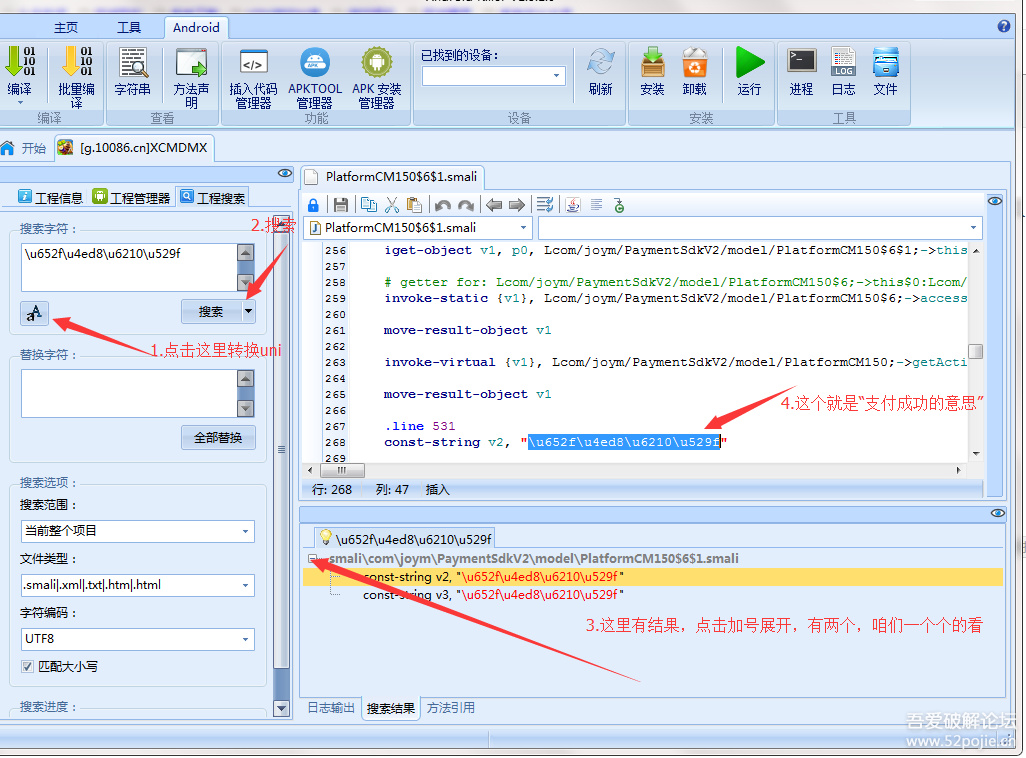 主页 工具 Android
编译 批量编译 字符串 方法声明 插入代码管理器 APKTOOL管理器 APK 安装管理器 已找到的设备： 刷新 安装 卸载 运行 进程 日志 文件
编译 查看 功能 设备 安装 工具
开始 [g.10086.cn]XCMDMX
工程信息 工程管理器 工程搜索
搜索字符：
2.搜索
\u652f\u4ed8\u6210\u529f
搜索
1.点击这里转换uni
替换字符：
全部替换
搜索选项：
搜索范围：
当前整个项目
文件类型：
.smali|.xml|.txt|.htm|.html
字符编码：
UTF8
匹配大小写
搜索进度：
PlatformCM150$6$1.smali
PlatformCM150$6$1.smali
256 iget-object v1, p0, Lcom/joym/PaymentSdkV2/model/PlatformCM150$6$1;->this
257
258 # getter for: Lcom/joym/PaymentSdkV2/model/PlatformCM150$6;->this$0:Lcom/
259 invoke-static {v1}, Lcom/joym/PaymentSdkV2/model/PlatformCM150$6;->access
260
261 move-result-object v1
262
263 invoke-virtual {v1}, Lcom/joym/PaymentSdkV2/model/PlatformCM150;->getActi
264
265 move-result-object v1
266
4.这个就是“支付成功的意思”
267 .line 531
268 const-string v2, "\u652f\u4ed8\u6210\u529f"
269
行: 268 列: 47 插入
\u652f\u4ed8\u6210\u529f
smali\com\joym\PaymentSdkV2\model\PlatformCM150$6$1.smali
const-string v2, "\u652f\u4ed8\u6210\u529f"
const-string v3, "\u652f\u4ed8\u6210\u529f"
3.这里有结果，点击加号展开，有两个，咱们一个个的看
日志输出 搜索结果 方法引用
吾爱破解论坛
www.52pojie.cn